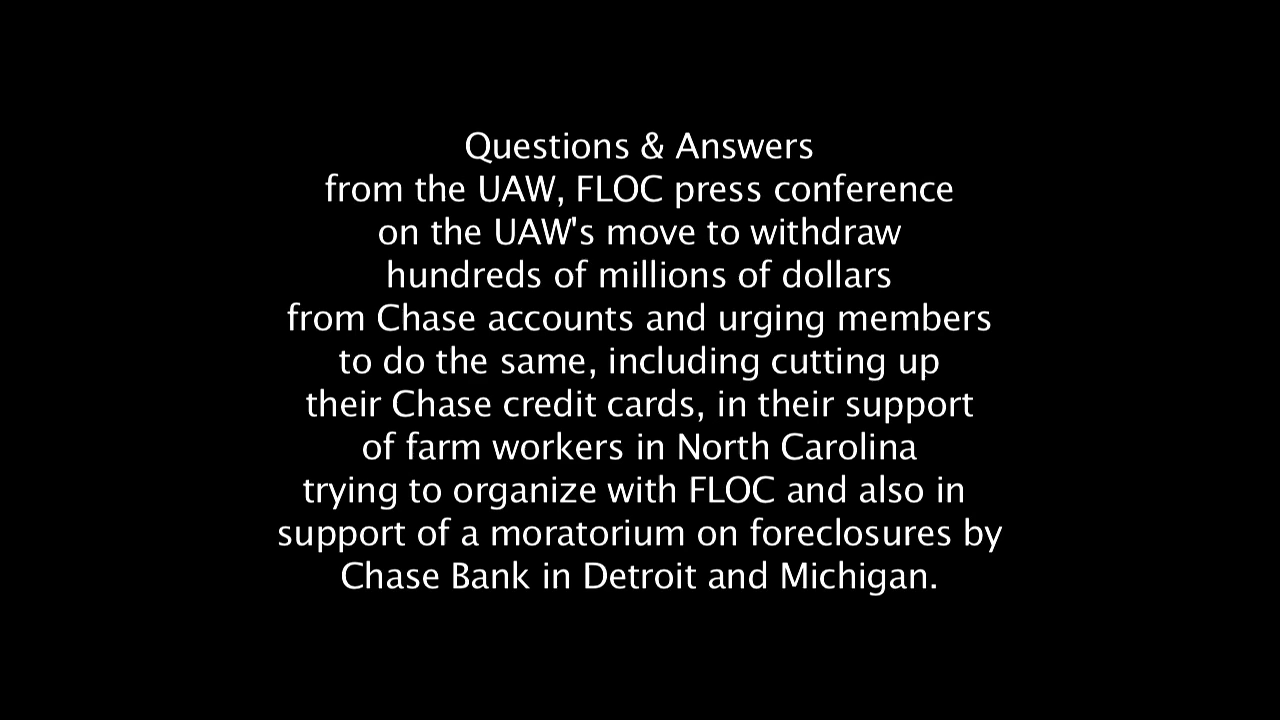 Questions & Answers
from the UAW, FLOC press conference
on the UAW's move to withdraw
hundreds of millions of dollars
from Chase accounts and urging members
to do the same, including cutting up
their Chase credit cards, in their support
of farm workers in North Carolina
trying to organize with FLOC and also in
support of a moratorium on foreclosures by
Chase Bank in Detroit and Michigan.